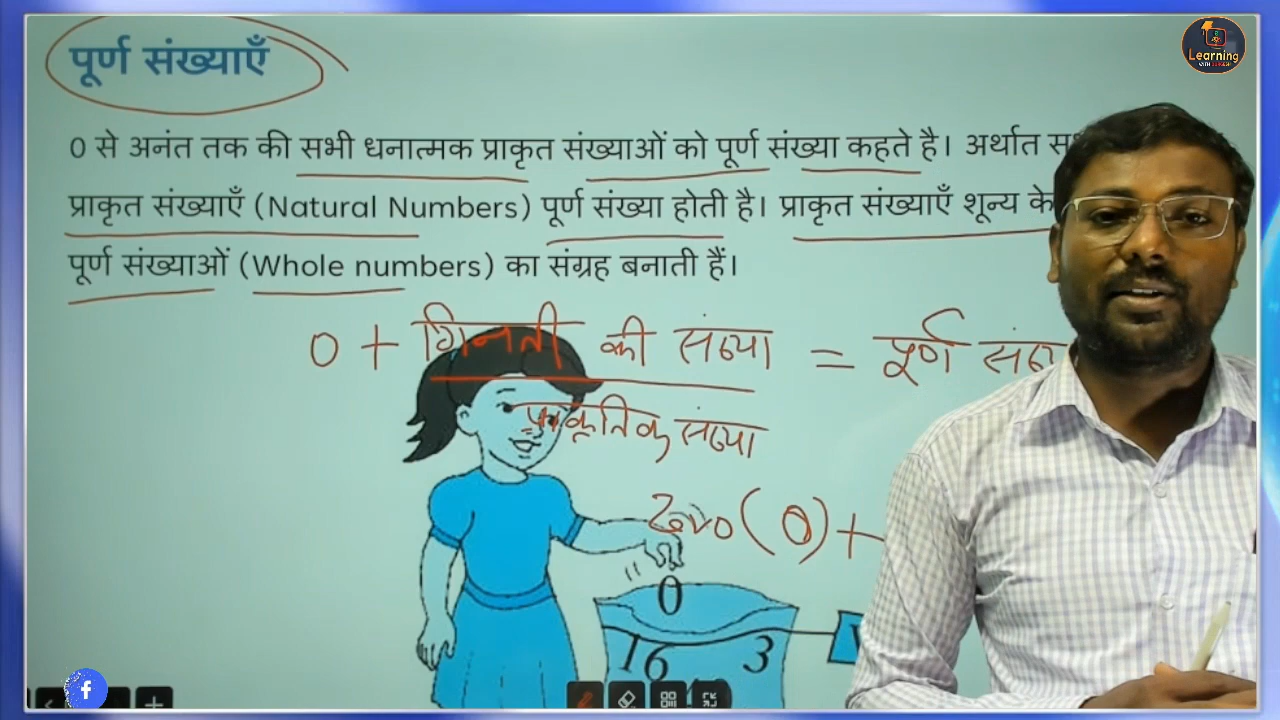 पूर्ण संख्याएँ
Learning
0 से अनंत तक की सभी धनात्मक प्राकृत संख्याओं को पूर्ण संख्या कहते है। अर्थात
प्राकृत संख्याएँ (Natural Numbers) पूर्ण संख्या होती है। प्राकृत संख्याएँ शून्य के
पूर्ण संख्याओं (Whole numbers) का संग्रह बनाती हैं।
0 + गिनती की संख्या = पूर्ण
प्राकृतिक संख्या
Zero (0) +
0
16 3
f